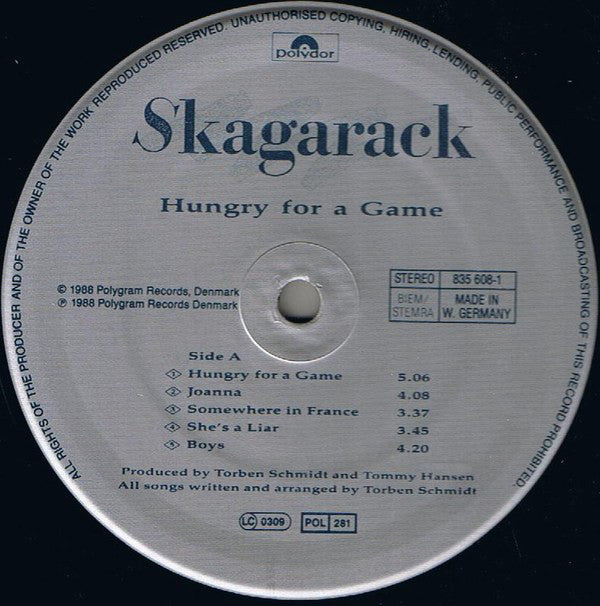 ALL RIGHTS OF THE PRODUCER AND OF THE OWNER OF THE WORK REPRODUCED RESERVED. UNAUTHORISED COPYING, HIRING, LENDING, PUBLIC PERFORMANCE AND BROADCASTING OF THIS RECORD PROHIBITED.
polydor
Skagarack
Hungry for a Game
© 1988 Polygram Records, Denmark
℗ 1988 Polygram Records Denmark
STEREO 835 608-1
BIEM/STEMRA MADE IN W. GERMANY
Side A
1 Hungry for a Game 5.06
2 Joanna 4.08
3 Somewhere in France 3.37
4 She's a Liar 3.45
5 Boys 4.20
Produced by Torben Schmidt and Tommy Hansen
All songs written and arranged by Torben Schmidt
LC 0309 POL 281